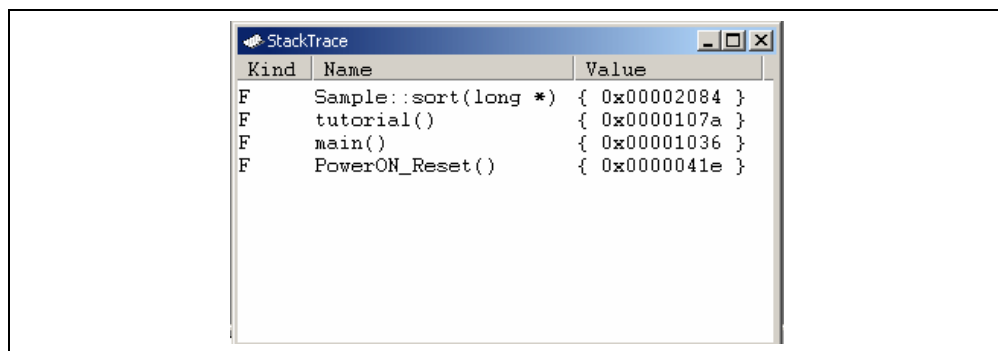 StackTrace
Kind Name Value
F Sample::sort(long *) { 0x00002084 }
F tutorial() { 0x0000107a }
F main() { 0x00001036 }
F PowerON_Reset() { 0x0000041e }